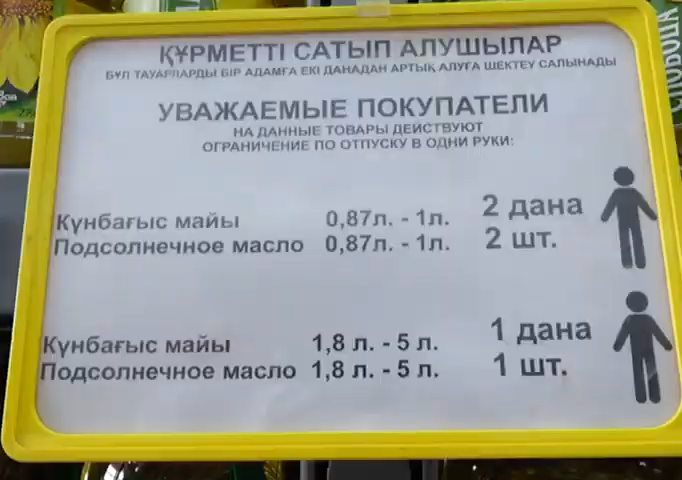 ҚҰРМЕТТІ САТЫП АЛУШЫЛАР
БҰЛ ТАУАРЛАРДЫ БІР АДАМҒА ЕКІ ДАНАДАН АРТЫҚ АЛУҒА ШЕКТЕУ САЛЫНАДЫ
УВАЖАЕМЫЕ ПОКУПАТЕЛИ
НА ДАННЫЕ ТОВАРЫ ДЕЙСТВУЮТ
ОГРАНИЧЕНИЕ ПО ОТПУСКУ В ОДНИ РУКИ:
Күнбағыс майы 0,87л. - 1л. 2 дана
Подсолнечное масло 0,87л. - 1л. 2 шт.
Күнбағыс майы 1,8 л. - 5 л. 1 дана
Подсолнечное масло 1,8 л. - 5 л. 1 шт.
СЛОБОДА